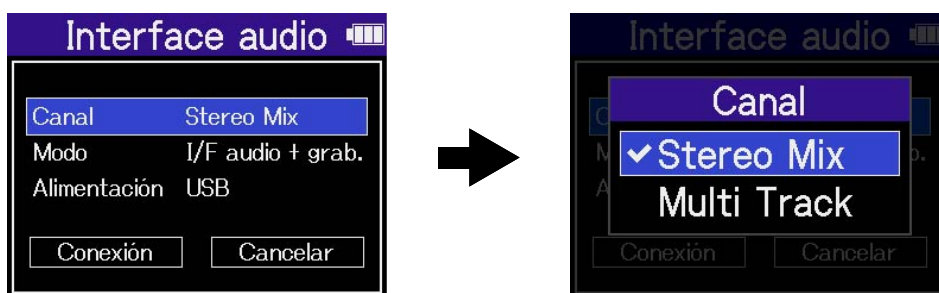 Interface audio
Canal Stereo Mix
Modo I/F audio + grab.
Alimentación USB
Conexión Cancelar
Interface audio
Canal
Stereo Mix
Multi Track
Conexión Cancelar